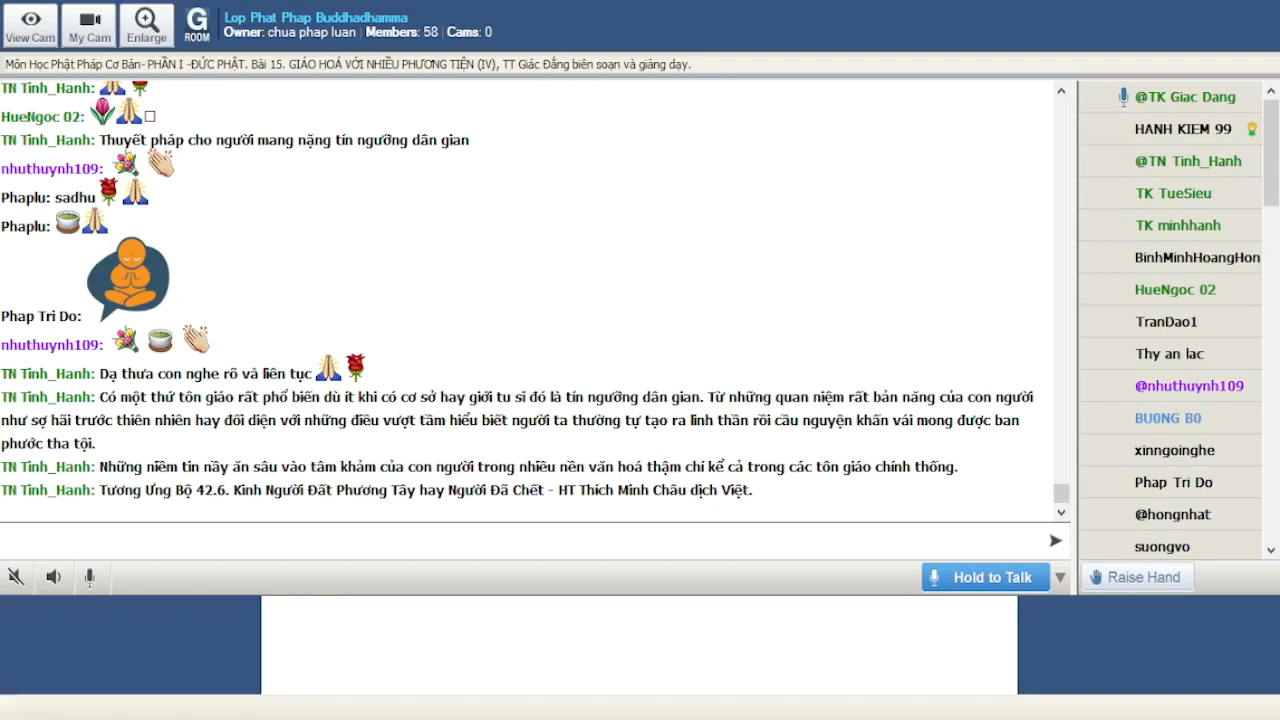 View Cam
My Cam
Enlarge
G
ROOM
Lop Phat Phap Buddhadhamma
Owner: chua phap luan | Members: 58 | Cams: 0
Môn Học Phật Pháp Cơ Bản- PHẦN I -ĐỨC PHẬT. Bài 15. GIÁO HOÁ VỚI NHIỀU PHƯƠNG TIỆN (IV), TT Giác Đẳng biên soạn và giảng dạy.
TN Tinh_Hanh:
HueNgoc 02:
TN Tinh_Hanh: Thuyết pháp cho người mang nặng tín ngưỡng dân gian
nhuthuynh109:
Phaplu: sadhu
Phaplu:
Phap Tri Do:
nhuthuynh109:
TN Tinh_Hanh: Dạ thưa con nghe rõ và liên tục
TN Tinh_Hanh: Có một thứ tôn giáo rất phổ biến dù ít khi có cơ sở hay giới tu sĩ đó là tín ngưỡng dân gian. Từ những quan niệm rất bản năng của con người
như sợ hãi trước thiên nhiên hay đối diện với những điều vượt tầm hiểu biết người ta thường tự tạo ra linh thần rồi cầu nguyện khấn vái mong được ban
phước tha tội.
TN Tinh_Hanh: Những niềm tin nầy ăn sâu vào tâm khảm của con người trong nhiều nền văn hoá thậm chí kể cả trong các tôn giáo chính thống.
TN Tinh_Hanh: Tương Ưng Bộ 42.6. Kinh Người Đất Phương Tây hay Người Đã Chết - HT Thích Minh Châu dịch Việt.
Hold to Talk
@TK Giac Dang
HANH KIEM 99
@TN Tinh_Hanh
TK TueSieu
TK minhhanh
BinhMinhHoangHon
HueNgoc 02
TranDao1
Thy an lac
@nhuthuynh109
BU0NG B0
xinngoinghe
Phap Tri Do
@hongnhat
suongvo
Raise Hand